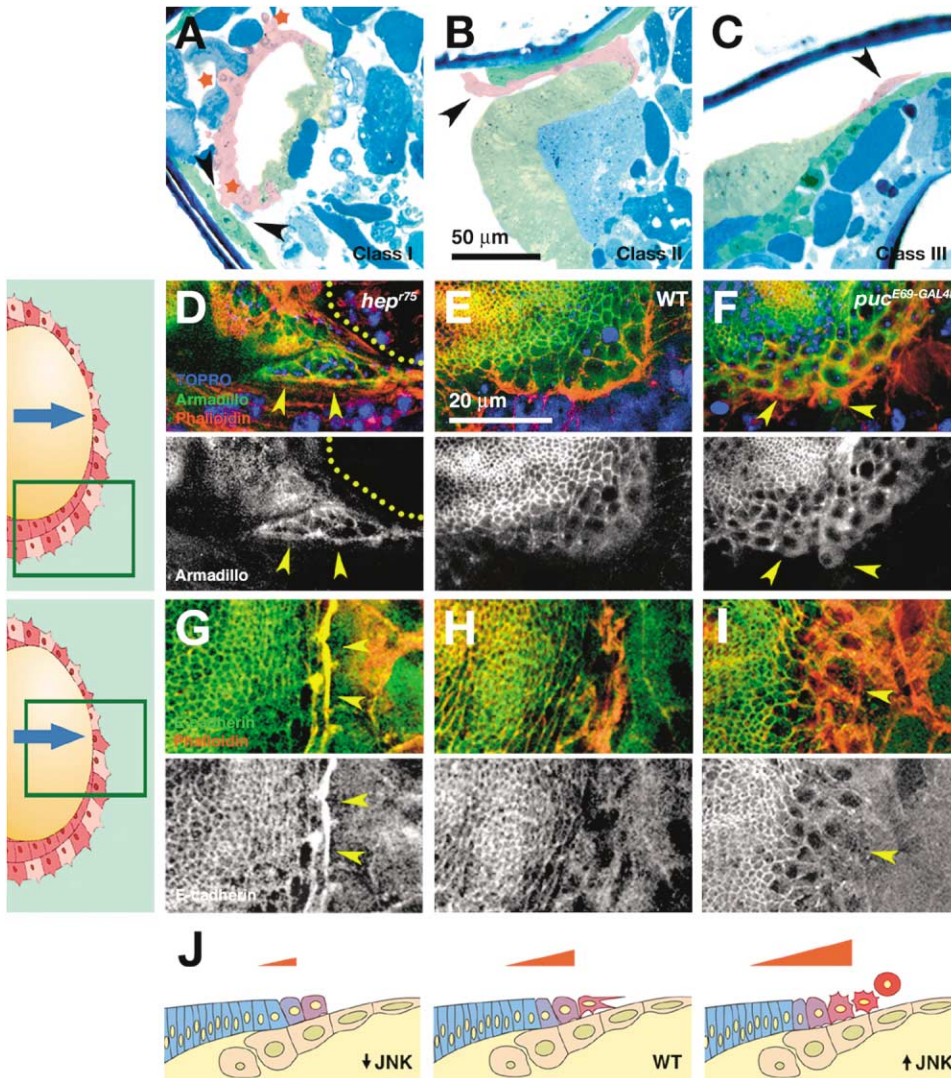 A
B
C
50 µm
Class I
Class II
Class III
D
hep^r75
E
WT
F
puc^E69-GAL4/
TOPRO
Armadillo
Phalloidin
20 µm
Armadillo
G
H
I
E-cadherin
Phalloidin
E-cadherin
J
↓ JNK
WT
↑ JNK